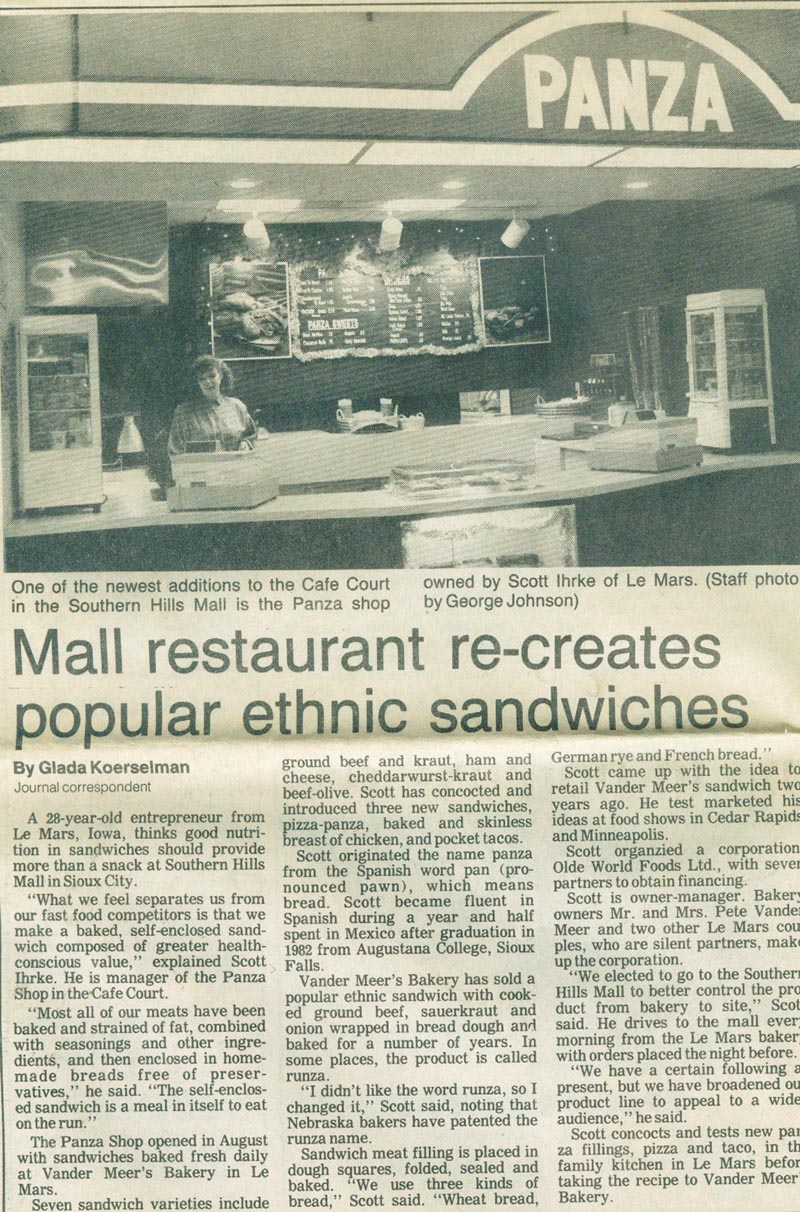 PANZA
PANZA SWEETS
One of the newest additions to the Cafe Court
in the Southern Hills Mall is the Panza shop
owned by Scott Ihrke of Le Mars. (Staff photo
by George Johnson)
Mall restaurant re-creates
popular ethnic sandwiches
By Glada Koerselman
Journal correspondent
A 28-year-old entrepreneur from
Le Mars, Iowa, thinks good nutri-
tion in sandwiches should provide
more than a snack at Southern Hills
Mall in Sioux City.
“What we feel separates us from
our fast food competitors is that we
make a baked, self-enclosed sand-
wich composed of greater health-
conscious value,” explained Scott
Ihrke. He is manager of the Panza
Shop in the Cafe Court.
“Most all of our meats have been
baked and strained of fat, combined
with seasonings and other ingre-
dients, and then enclosed in home-
made breads free of preser-
vatives,” he said. “The self-enclos-
ed sandwich is a meal in itself to eat
on the run.”
The Panza Shop opened in August
with sandwiches baked fresh daily
at Vander Meer’s Bakery in Le
Mars.
Seven sandwich varieties include
ground beef and kraut, ham and
cheese, cheddarwurst-kraut and
beef-olive. Scott has concocted and
introduced three new sandwiches,
pizza-panza, baked and skinless
breast of chicken, and pocket tacos.
Scott originated the name panza
from the Spanish word pan (pro-
nounced pawn), which means
bread. Scott became fluent in
Spanish during a year and half
spent in Mexico after graduation in
1982 from Augustana College, Sioux
Falls.
Vander Meer’s Bakery has sold a
popular ethnic sandwich with cook-
ed ground beef, sauerkraut and
onion wrapped in bread dough and
baked for a number of years. In
some places, the product is called
runza.
“I didn’t like the word runza, so I
changed it,” Scott said, noting that
Nebraska bakers have patented the
runza name.
Sandwich meat filling is placed in
dough squares, folded, sealed and
baked. “We use three kinds of
bread,” Scott said. “Wheat bread,
German rye and French bread.”
Scott came up with the idea to
retail Vander Meer’s sandwich two
years ago. He test marketed his
ideas at food shows in Cedar Rapids
and Minneapolis.
Scott organzied a corporation
Olde World Foods Ltd., with seven
partners to obtain financing.
Scott is owner-manager. Bakery
owners Mr. and Mrs. Pete Vande
Meer and two other Le Mars cou
ples, who are silent partners, make
up the corporation.
“We elected to go to the Southern
Hills Mall to better control the pro
duct from bakery to site,” Scot
said. He drives to the mall ever
morning from the Le Mars baker
with orders placed the night before.
“We have a certain following a
present, but we have broadened ou
product line to appeal to a wide
audience,” he said.
Scott concocts and tests new pan
za fillings, pizza and taco, in th
family kitchen in Le Mars befor
taking the recipe to Vander Meer’
Bakery.